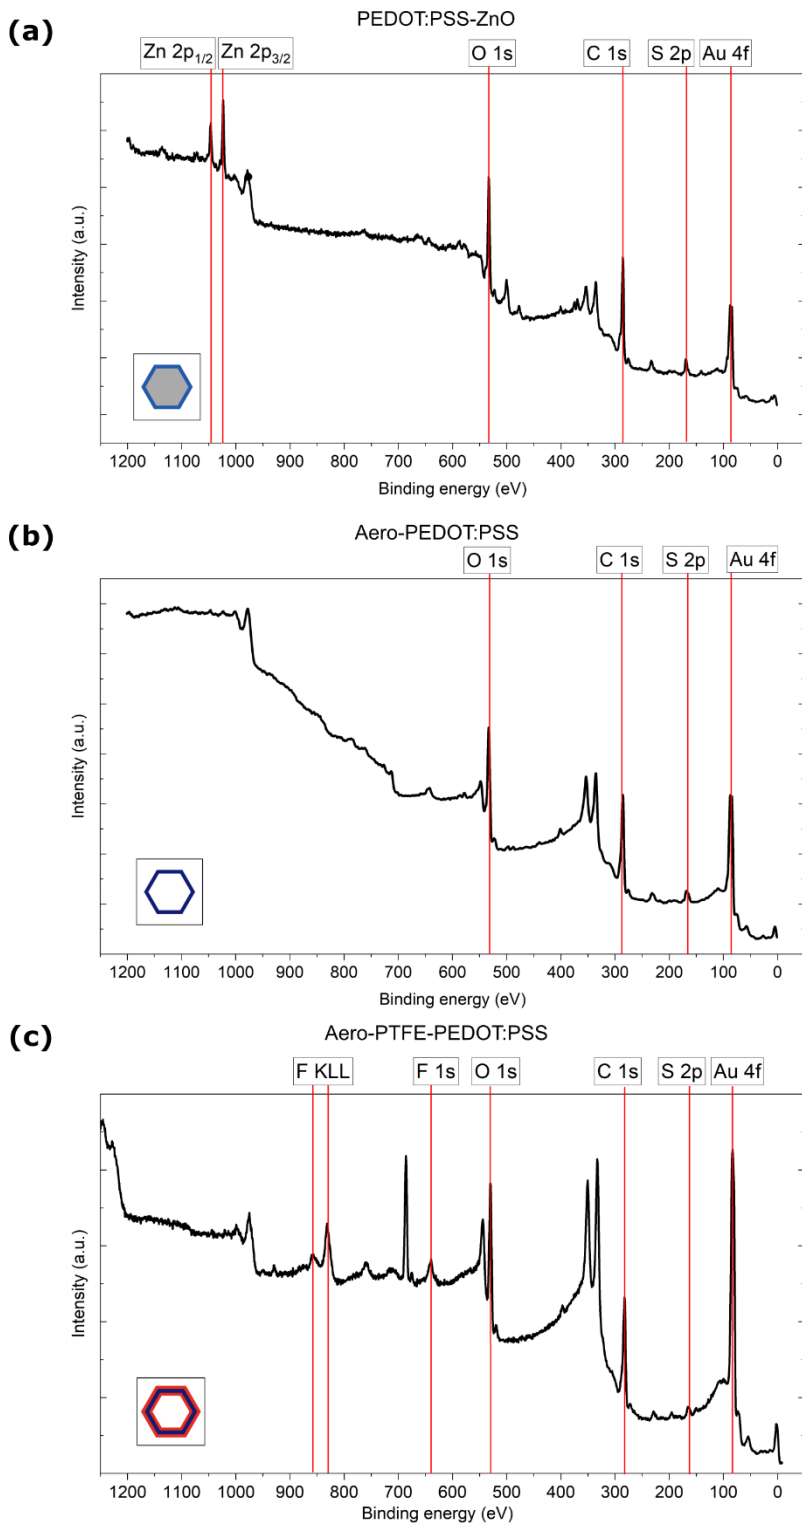 (a)
PEDOT:PSS-ZnO
Zn 2p1/2 Zn 2p3/2 O 1s C 1s S 2p Au 4f
Intensity (a.u.)
1200 1100 1000 900 800 700 600 500 400 300 200 100 0
Binding energy (eV)
(b)
Aero-PEDOT:PSS
O 1s C 1s S 2p Au 4f
Intensity (a.u.)
1200 1100 1000 900 800 700 600 500 400 300 200 100 0
Binding energy (eV)
(c)
Aero-PTFE-PEDOT:PSS
F KLL F 1s O 1s C 1s S 2p Au 4f
Intensity (a.u.)
1200 1100 1000 900 800 700 600 500 400 300 200 100 0
Binding energy (eV)